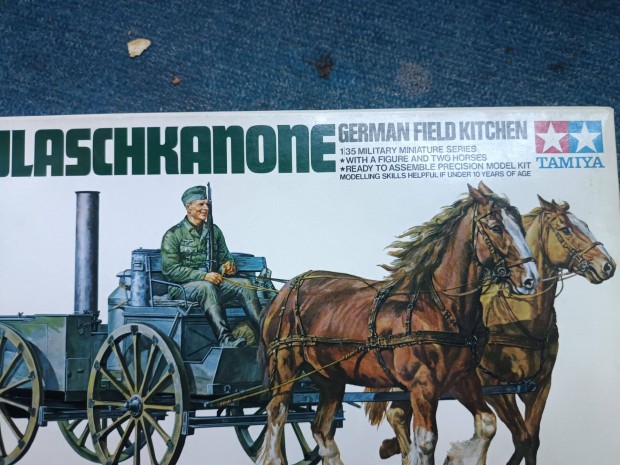 ULASCHKANONE
GERMAN FIELD KITCHEN
1:35 MILITARY MINIATURE SERIES
★WITH A FIGURE AND TWO HORSES
★READY TO ASSEMBLE PRECISION MODEL KIT
MODELLING SKILLS HELPFUL IF UNDER 10 YEARS OF AGE
TAMIYA